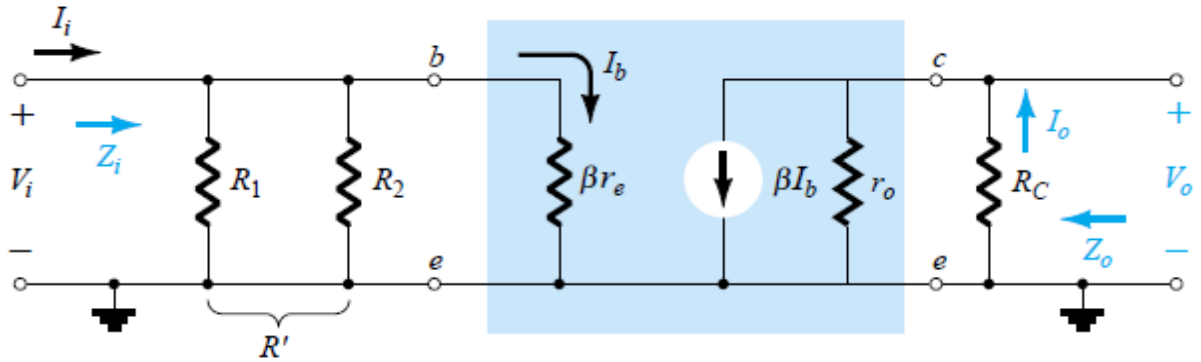 I_i
b
I_b
c
+
Z_i
V_i
−
R_1
R_2
βr_e
βI_b
r_o
I_o
R_C
+
V_o
Z_o
−
e
e
R'